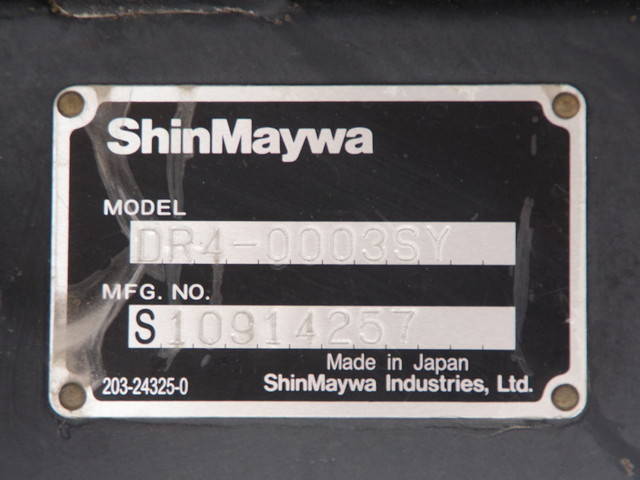 ShinMaywa
MODEL
DR4-0003SY
MFG. NO.
S10914257
Made in Japan
203-24325-0 ShinMaywa Industries, Ltd.